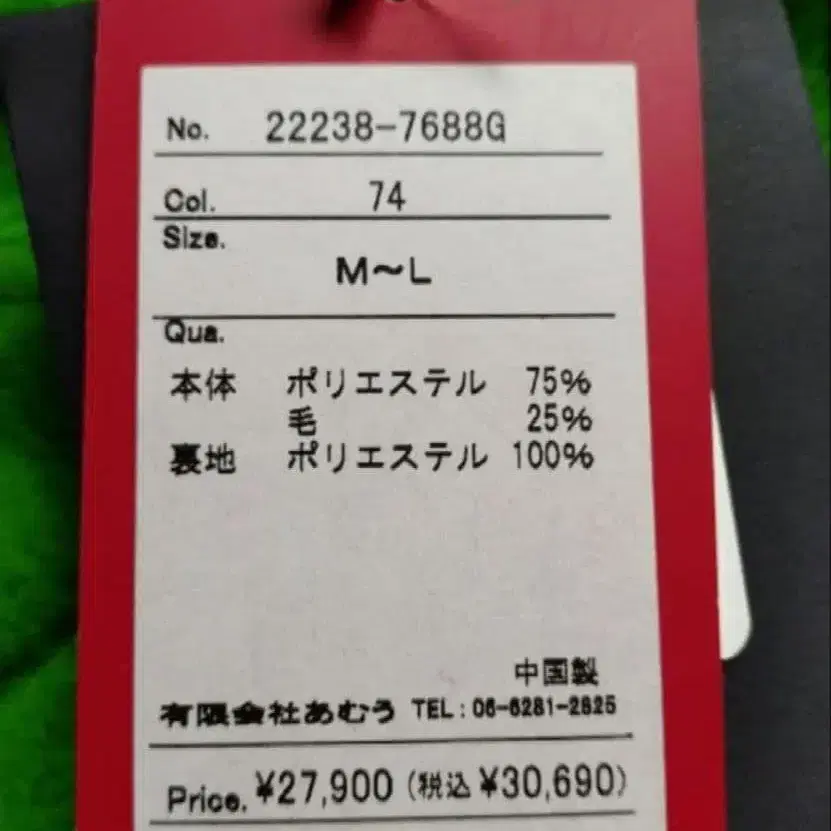 No. 22238-7688G
Col. 74
Size.
M～L
Qua.
本体 ポリエステル 75%
毛 25%
裏地 ポリエステル 100%
中国製
有限会社あむう TEL:06-6281-2825
Price. ¥27,900 (税込 ¥30,690)